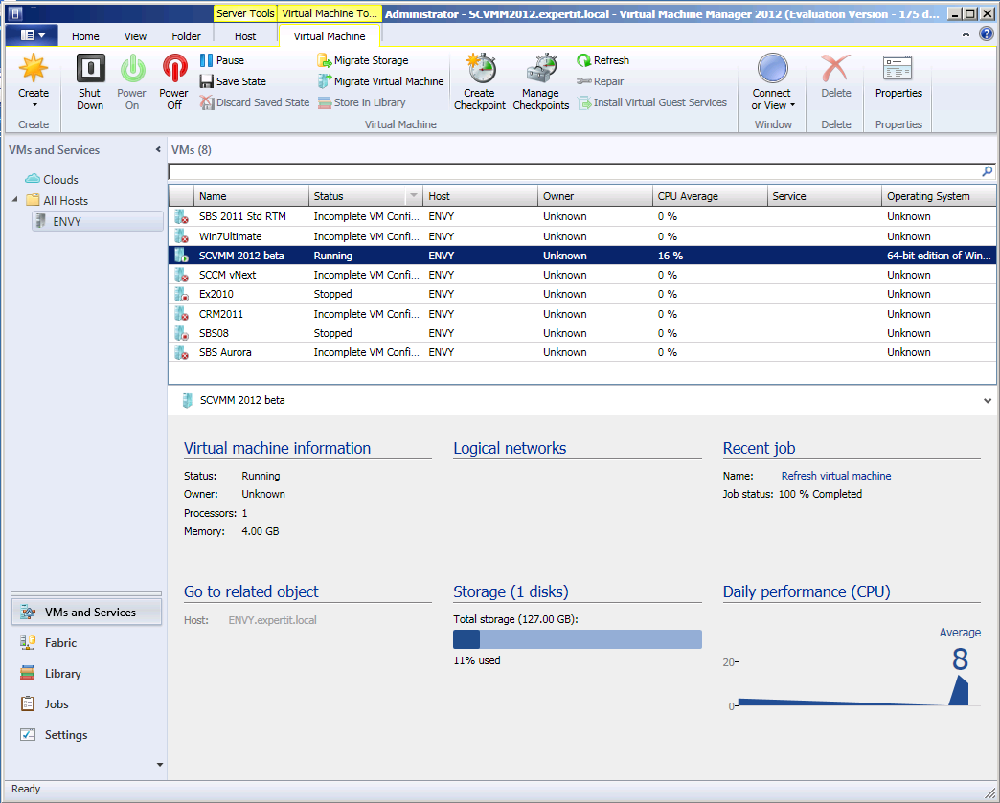 Server Tools Virtual Machine To... Administrator - SCVMM2012.expertit.local - Virtual Machine Manager 2012 (Evaluation Version - 175 d...
Home View Folder Host Virtual Machine
Create
Shut Down
Power On
Power Off
Pause
Save State
Discard Saved State
Migrate Storage
Migrate Virtual Machine
Store in Library
Create Checkpoint
Manage Checkpoints
Refresh
Repair
Install Virtual Guest Services
Connect or View
Delete
Properties
Create Virtual Machine Window Delete Properties
VMs and Services
Clouds
All Hosts
ENVY
VMs (8)
Name Status Host Owner CPU Average Service Operating System
SBS 2011 Std RTM Incomplete VM Confi... ENVY Unknown 0 % Unknown
Win7Ultimate Incomplete VM Confi... ENVY Unknown 0 % Unknown
SCVMM 2012 beta Running ENVY Unknown 16 % 64-bit edition of Win...
SCCM vNext Incomplete VM Confi... ENVY Unknown 0 % Unknown
Ex2010 Stopped ENVY Unknown 0 % Unknown
CRM2011 Incomplete VM Confi... ENVY Unknown 0 % Unknown
SBS08 Stopped ENVY Unknown 0 % Unknown
SBS Aurora Incomplete VM Confi... ENVY Unknown 0 % Unknown
SCVMM 2012 beta
Virtual machine information
Status: Running
Owner: Unknown
Processors: 1
Memory: 4.00 GB
Logical networks
Recent job
Name: Refresh virtual machine
Job status: 100 % Completed
Go to related object
Host: ENVY.expertit.local
Storage (1 disks)
Total storage (127.00 GB):
11% used
Daily performance (CPU)
Average
8
20
0
VMs and Services
Fabric
Library
Jobs
Settings
Ready